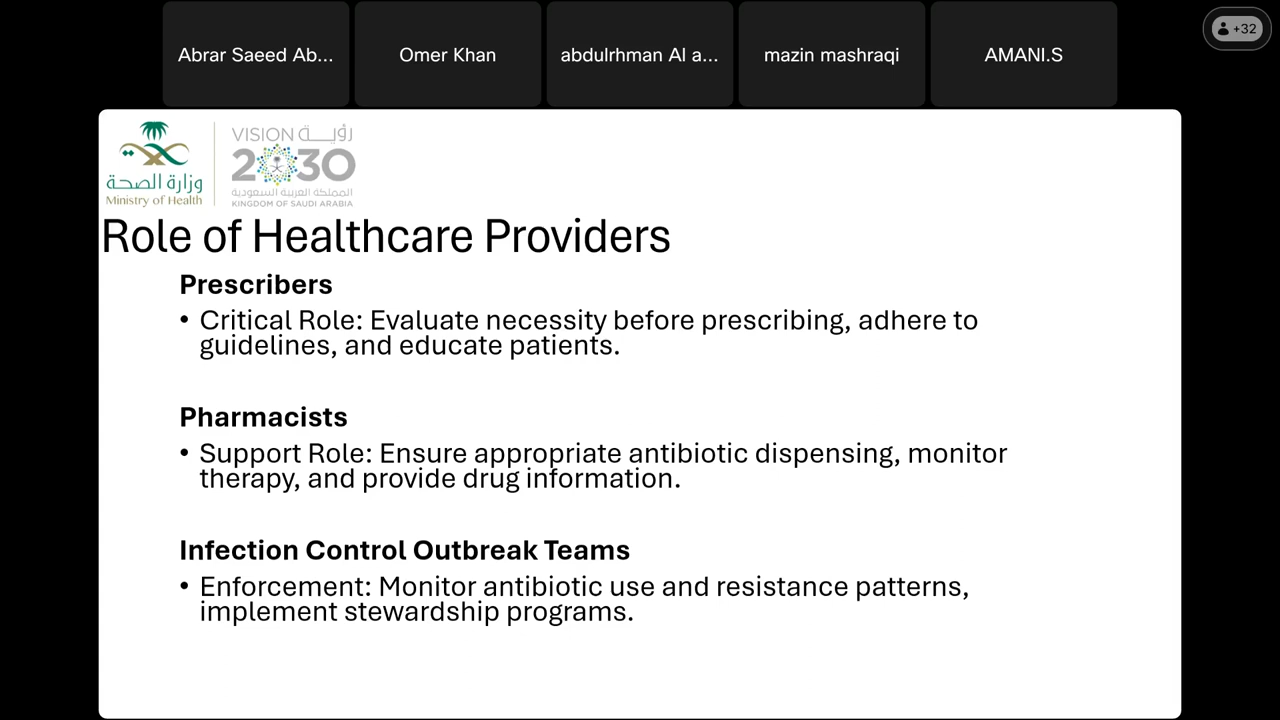 Abrar Saeed Ab...
Omer Khan
abdulrhman Al a...
mazin mashraqi
AMANI.S
+32
وزارة الصحة
Ministry of Health
VISION رؤيـــة
2030
المملكة العربية السعودية
KINGDOM OF SAUDI ARABIA
Role of Healthcare Providers
Prescribers
• Critical Role: Evaluate necessity before prescribing, adhere to
guidelines, and educate patients.
Pharmacists
• Support Role: Ensure appropriate antibiotic dispensing, monitor
therapy, and provide drug information.
Infection Control Outbreak Teams
• Enforcement: Monitor antibiotic use and resistance patterns,
implement stewardship programs.